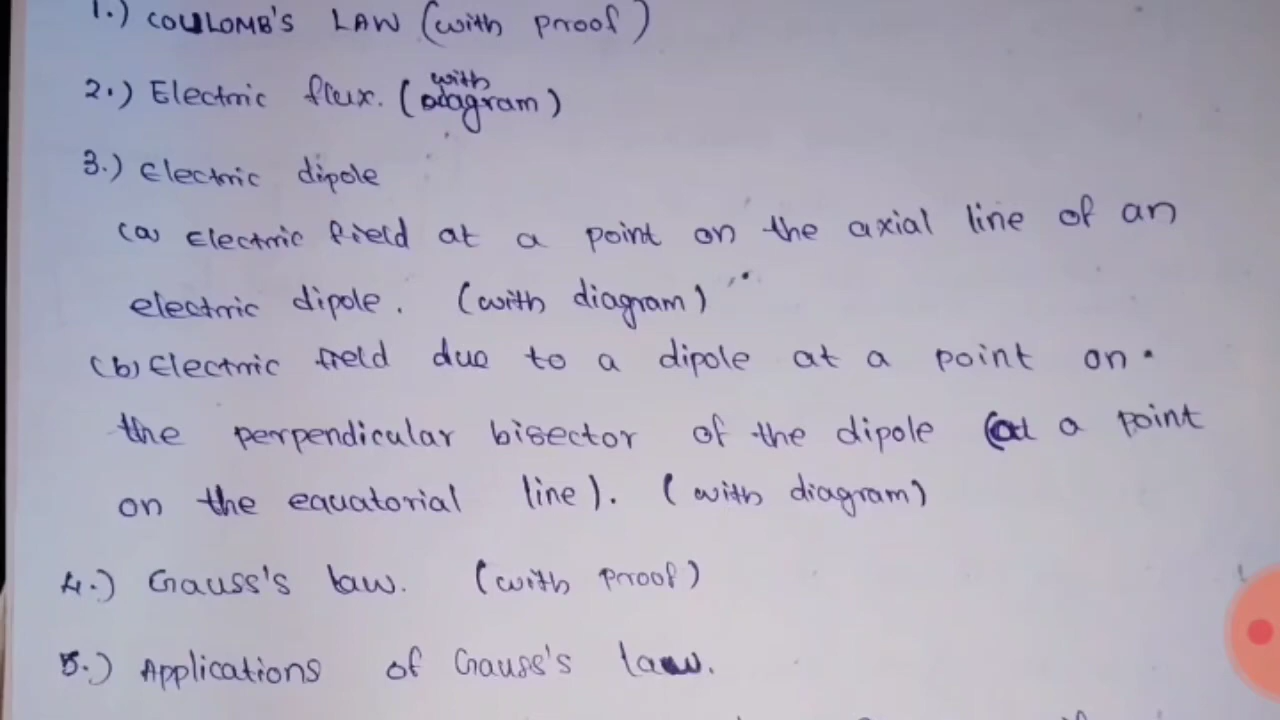 1.) COULOMB'S LAW (with proof)
2.) Electric flux. (with diagram)
3.) Electric dipole
(a) Electric field at a point on the axial line of an
electric dipole. (with diagram)
(b) Electric field due to a dipole at a point on
the perpendicular bisector of the dipole (at a point
on the equatorial line). (with diagram)
4.) Gauss's law. (with proof)
5.) Applications of Gauss's law.